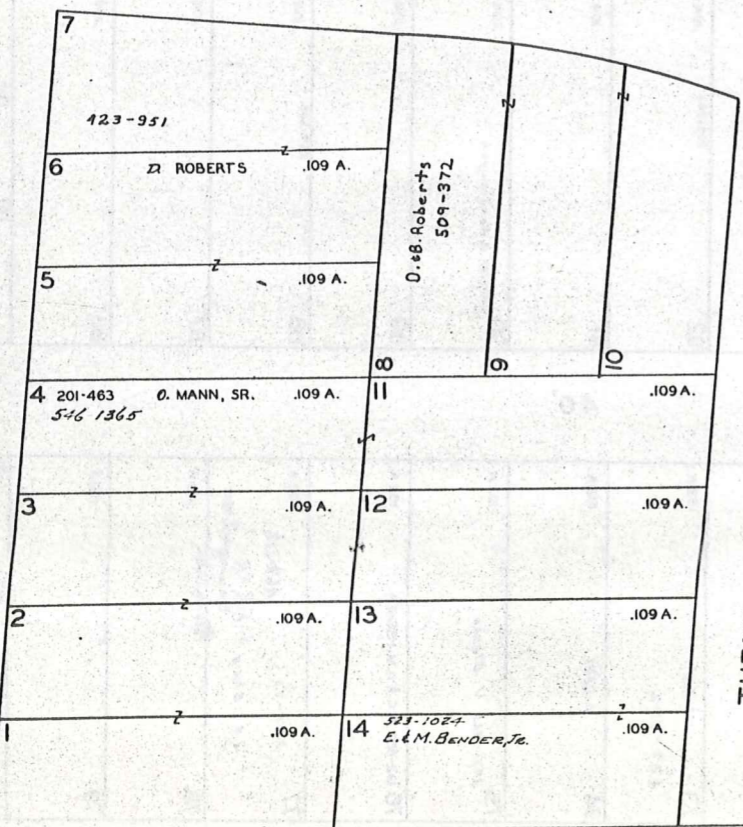 7
423-951
6 D ROBERTS .109 A.
D. &B. Roberts
509-372
5 .109 A.
8
9
10
4 201-463 O. MANN, SR. .109 A.
546 1365
11 .109 A.
3 .109 A.
12 .109 A.
2 .109 A.
13 .109 A.
1 .109 A.
14 523-1024 .109 A.
E. & M. BENDER, JR.